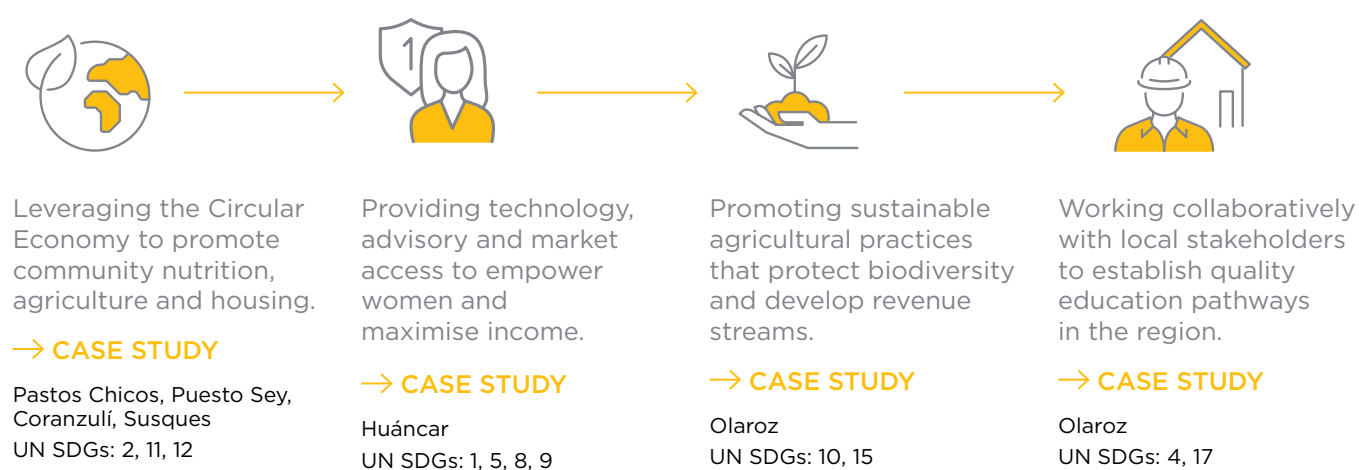 1
Leveraging the Circular
Economy to promote
community nutrition,
agriculture and housing.
→ CASE STUDY
Pastos Chicos, Puesto Sey,
Coranzulí, Susques
UN SDGs: 2, 11, 12
Providing technology,
advisory and market
access to empower
women and
maximise income.
→ CASE STUDY
Huáncar
UN SDGs: 1, 5, 8, 9
Promoting sustainable
agricultural practices
that protect biodiversity
and develop revenue
streams.
→ CASE STUDY
Olaroz
UN SDGs: 10, 15
Working collaboratively
with local stakeholders
to establish quality
education pathways
in the region.
→ CASE STUDY
Olaroz
UN SDGs: 4, 17